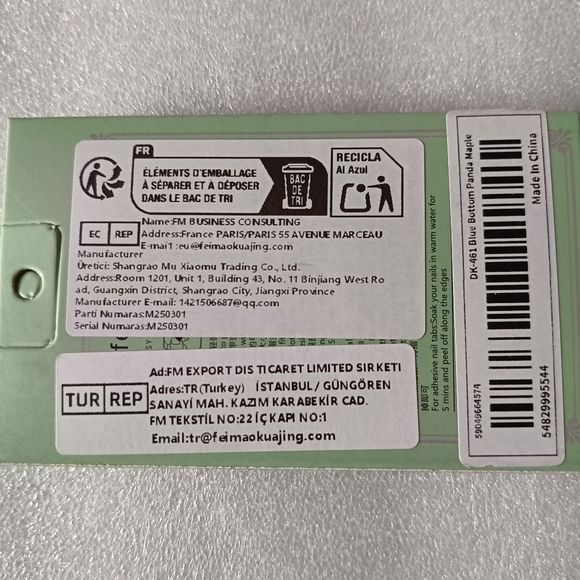 FR
ÉLÉMENTS D'EMBALLAGE
À SÉPARER ET À DÉPOSER
DANS LE BAC DE TRI
BAC
DE
TRI
RECICLA
Al Azul
EC REP
Name:FM BUSINESS CONSULTING
Address:France PARIS/PARIS 55 AVENUE MARCEAU
E-mail:eu@feimaokuajing.com
Manufacturer
Üretici: Shangrao Mu Xiaomu Trading Co., Ltd.
Address:Room 1201, Unit 1, Building 43, No. 11 Binjiang West Ro
ad, Guangxin District, Shangrao City, Jiangxi Province
Manufacturer E-mail: 1421506687@qq.com
Parti Numaras:M250301
Serial Numaras:M250301
TUR REP
Ad:FM EXPORT DIS TICARET LIMITED SIRKETI
Adres:TR(Turkey) İSTANBUL/ GÜNGÖREN
SANAYİ MAH. KAZIM KARABEKİR CAD.
FM TEKSTİL NO:22 İÇ KAPI NO:1
Email:tr@feimaokuajing.com
For adhesive nail tabs:Soak your nails in warm water for
5 mins and peel off along the edges
DK-461 Blue Bottom Panda Maple
Made In China
59049664574
54829995544